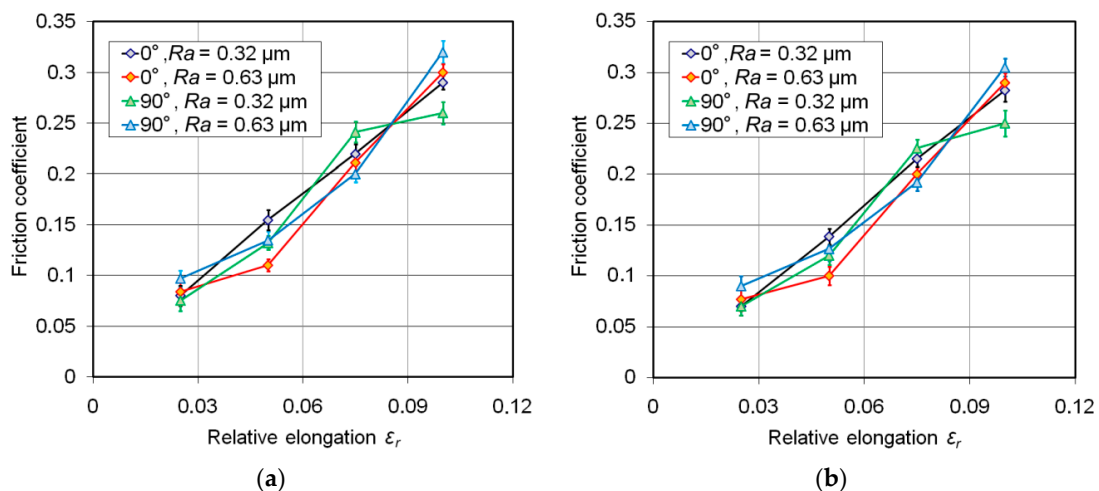 0.35
0.3
0.25
0.2
0.15
0.1
0.05
0
Friction coefficient
0°, Ra = 0.32 µm
0°, Ra = 0.63 µm
90°, Ra = 0.32 µm
90°, Ra = 0.63 µm
0
0.03
0.06
0.09
0.12
Relative elongation εr
(a)
0.35
0.3
0.25
0.2
0.15
0.1
0.05
0
Friction coefficient
0°, Ra = 0.32 µm
0°, Ra = 0.63 µm
90°, Ra = 0.32 µm
90°, Ra = 0.63 µm
0
0.03
0.06
0.09
0.12
Relative elongation εr
(b)